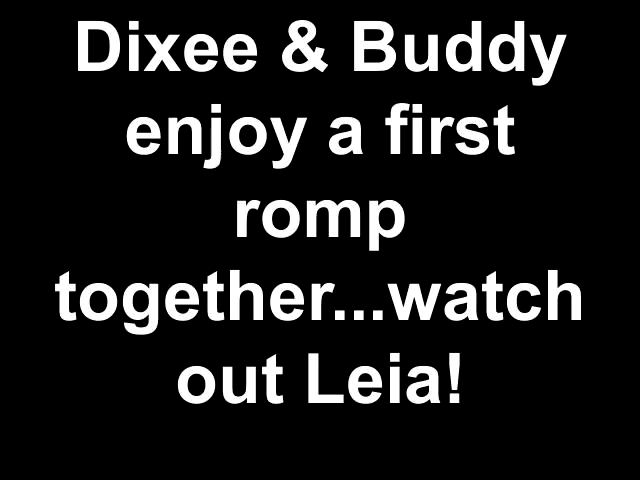 Dixee & Buddy
enjoy a first
romp
together...watch
out Leia!